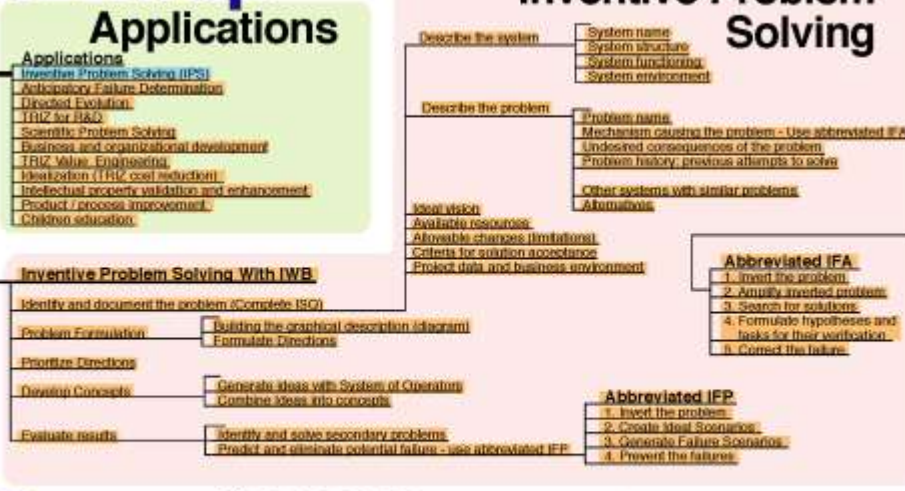 Applications
Applications
Inventive Problem Solving (IPS)
Anticipatory Failure Determination
Directed Evolution
TRIZ for R&D
Scientific Problem Solving
Business and organizational development
TRIZ Value Engineering
Idealization (TRIZ cost reduction)
Intellectual property validation and enhancement
Product / process improvement
Children education
Inventive Problem
Solving
Describe the system
System name
System structure
System functioning
System environment
Describe the problem
Problem name
Mechanism causing the problem - Use abbreviated IFA
Undesired consequences of the problem
Problem history: previous attempts to solve
Other systems with similar problems
Alternatives
Ideal vision
Available resources
Allowable changes (limitations)
Criteria for solution acceptance
Project data and business environment
Inventive Problem Solving With IWB
Identify and document the problem (Complete ISQ)
Problem Formulation
Building the graphical description (diagram)
Formulate Directions
Prioritize Directions
Develop Concepts
Generate ideas with System of Operators
Combine Ideas into concepts
Evaluate results
Identify and solve secondary problems
Predict and eliminate potential failure - use abbreviated IFP
Abbreviated IFA
1. Invert the problem
2. Amplify inverted problem
3. Search for solutions
4. Formulate hypotheses and
tasks for their verification
5. Correct the failure
Abbreviated IFP
1. Invert the problem
2. Create Ideal Scenarios
3. Generate Failure Scenarios
4. Prevent the failures